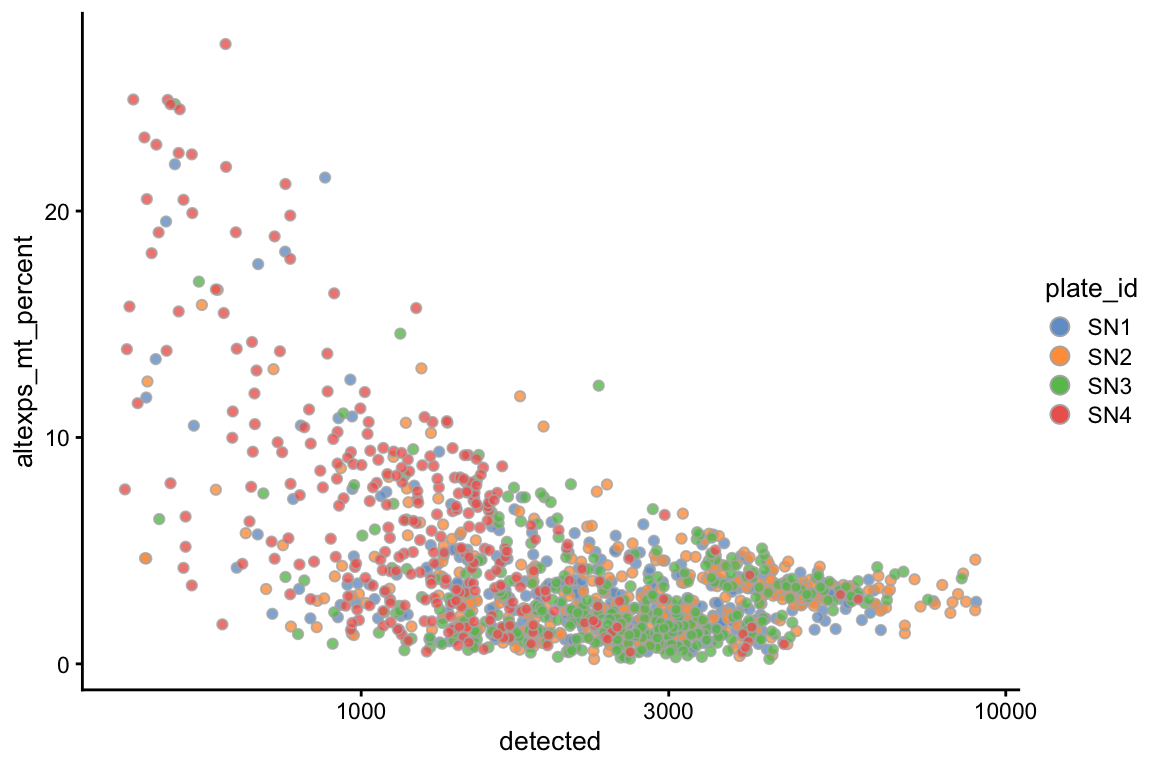 altexps_mt_percent
20
10
0
1000
3000
10000
detected
plate_id
SN1
SN2
SN3
SN4